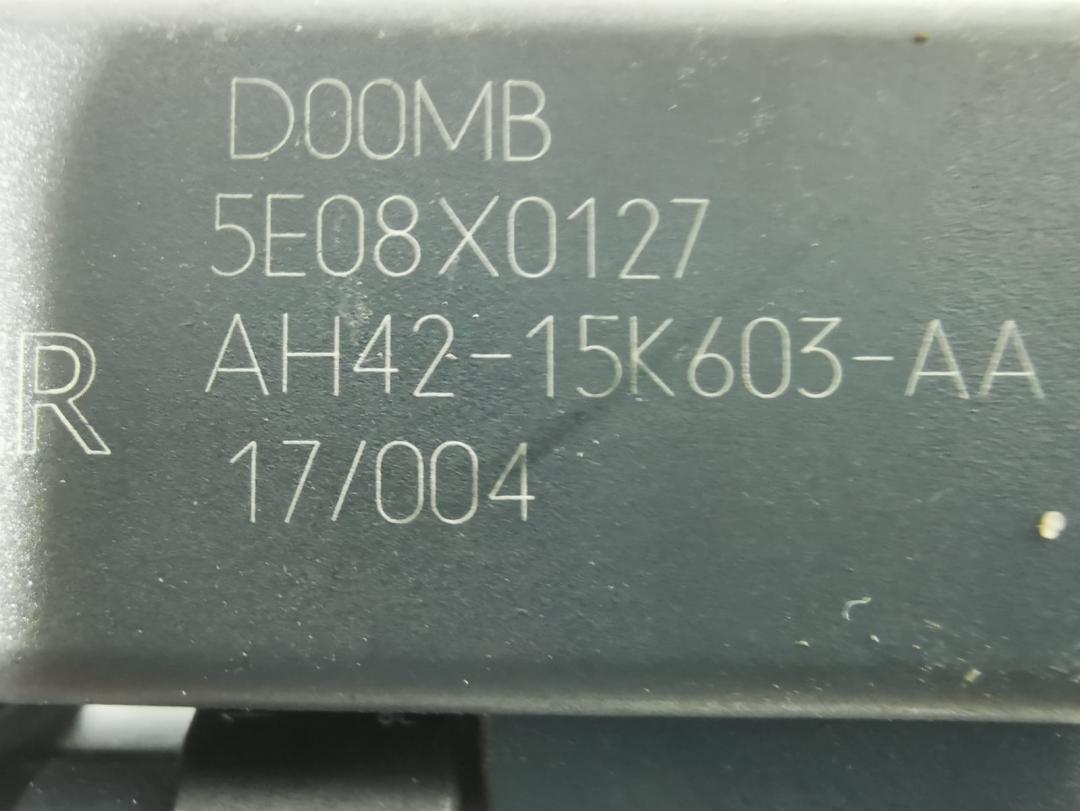 D00MB
5E08X0127
R
AH42-15K603-AA
17/004